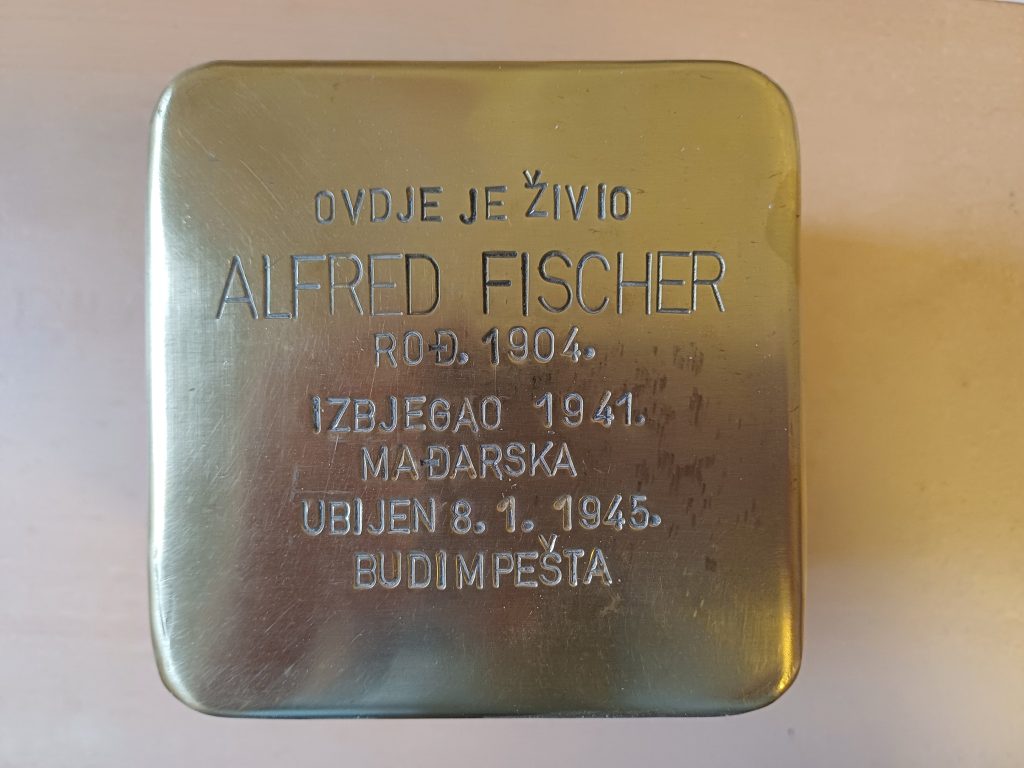 OVDJE JE ŽIVIO
ALFRED FISCHER
ROĐ. 1904.
IZBJEGAO 1941.
MAĐARSKA
UBIJEN 8. 1. 1945.
BUDIMPEŠTA